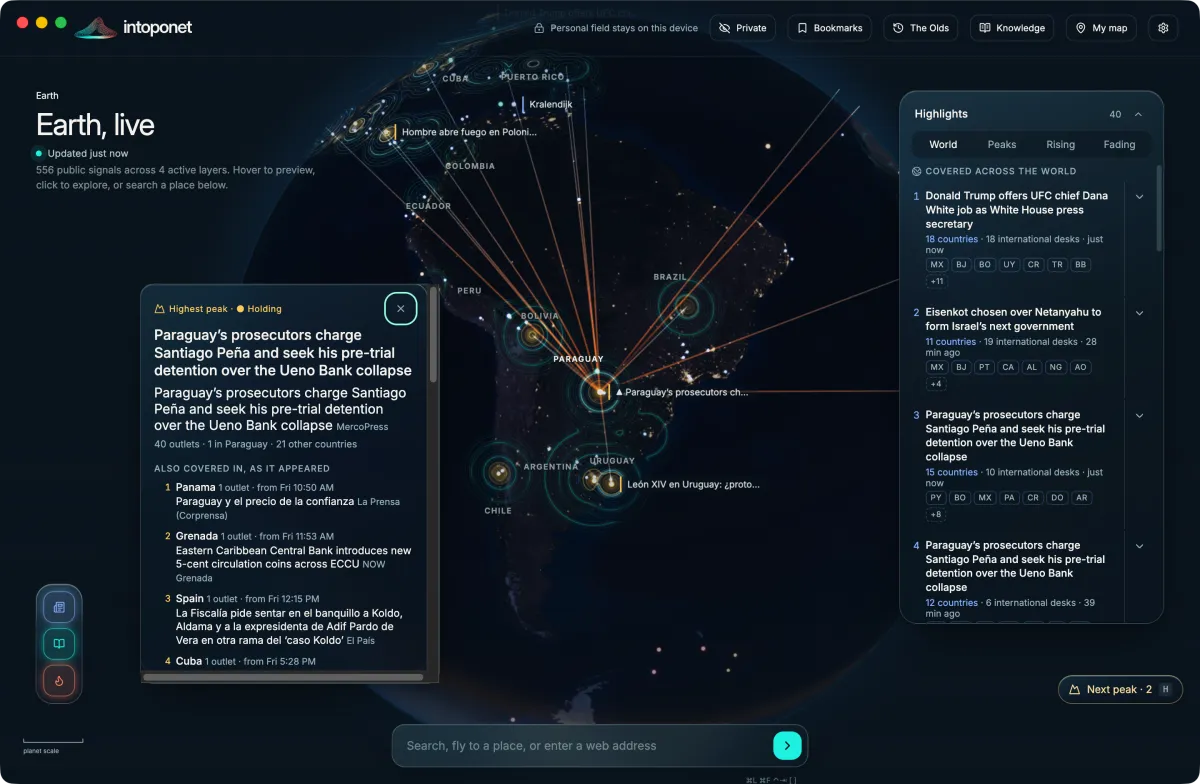 intoponet
Personal field stays on this device
Private
Bookmarks
The Olds
Knowledge
My map
Earth
Earth, live
Updated just now
556 public signals across 4 active layers. Hover to preview,
click to explore, or search a place below.
CUBA
PUERTO RICO
Kralendijk
Hombre abre fuego en Poloni...
COLOMBIA
ECUADOR
PERU
BRAZIL
BOLIVIA
PARAGUAY
▲ Paraguay's prosecutors ch...
ARGENTINA
URUGUAY
León XIV en Uruguay: ¿proto...
CHILE
Highest peak · Holding
Paraguay’s prosecutors charge
Santiago Peña and seek his pre-trial
detention over the Ueno Bank collapse
Paraguay’s prosecutors charge Santiago
Peña and seek his pre-trial detention
over the Ueno Bank collapse MercoPress
40 outlets · 1 in Paraguay · 21 other countries
ALSO COVERED IN, AS IT APPEARED
1 Panama 1 outlet · from Fri 10:50 AM
Paraguay y el precio de la confianza La Prensa
(Corprensa)
2 Grenada 1 outlet · from Fri 11:53 AM
Eastern Caribbean Central Bank introduces new
5-cent circulation coins across ECCU NOW
Grenada
3 Spain 1 outlet · from Fri 12:15 PM
La Fiscalía pide sentar en el banquillo a Koldo,
Aldama y a la expresidenta de Adif Pardo de
Vera en otra rama del ‘caso Koldo’ El País
4 Cuba 1 outlet · from Fri 5:28 PM
Highlights
40
World
Peaks
Rising
Fading
COVERED ACROSS THE WORLD
1 Donald Trump offers UFC chief Dana
White job as White House press
secretary
18 countries · 18 international desks · just
now
MX BJ BO UY CR TR BB
+11
2 Eisenkot chosen over Netanyahu to
form Israel’s next government
11 countries · 19 international desks · 28
min ago
MX BJ PT CA AL NG AO
+4
3 Paraguay’s prosecutors charge
Santiago Peña and seek his pre-trial
detention over the Ueno Bank
collapse
15 countries · 10 international desks · just
now
PY BO MX PA CR DO AR
+8
4 Paraguay’s prosecutors charge
Santiago Peña and seek his pre-trial
detention over the Ueno Bank
collapse
12 countries · 6 international desks · 39
min ago
Next peak · 2 H
planet scale
Search, fly to a place, or enter a web address